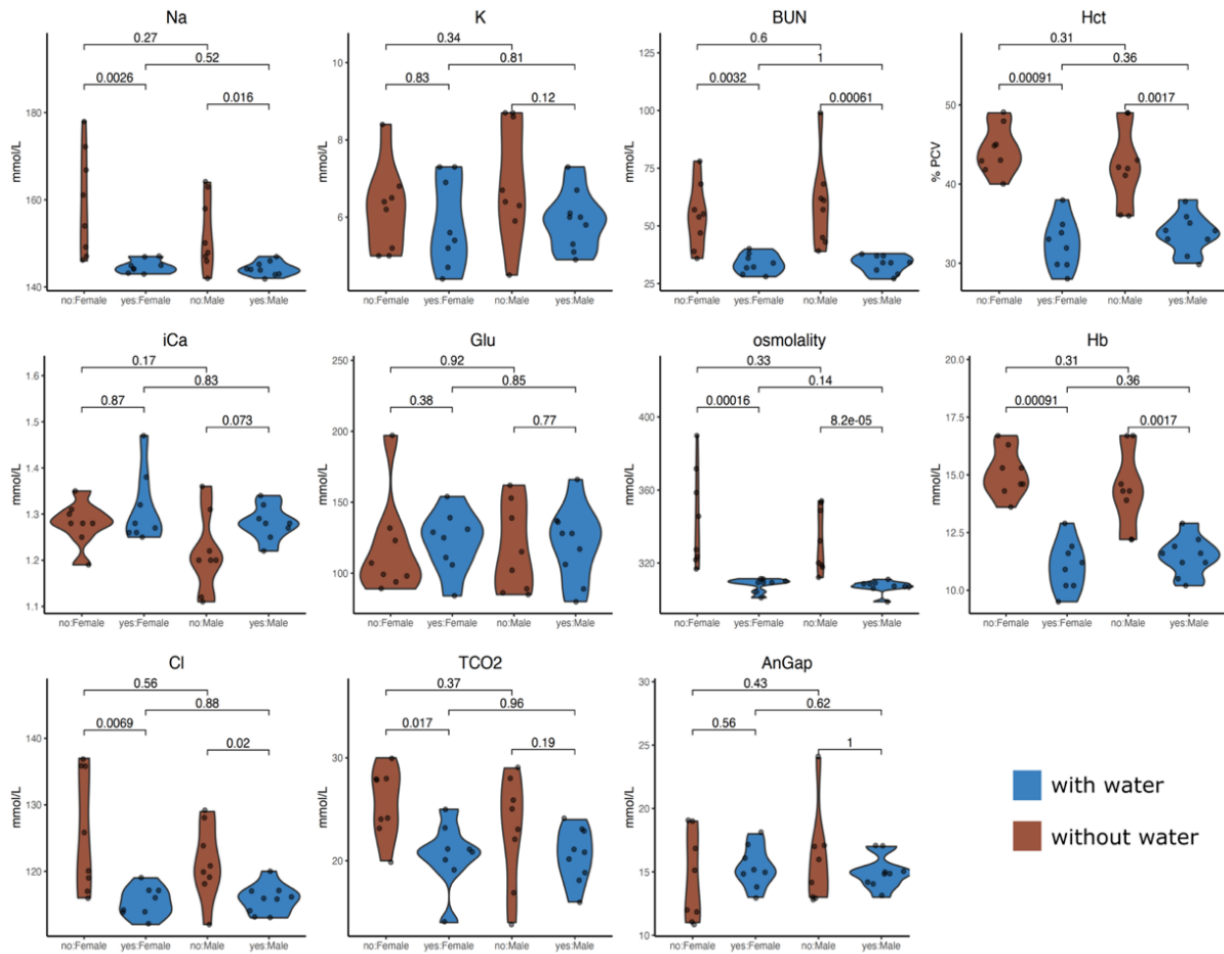 Na
0.27
0.52
0.0026
0.016
mmol/L
180
160
140
no:Female yes:Female no:Male yes:Male
K
0.34
0.81
0.83
0.12
mmol/L
10
8
6
no:Female yes:Female no:Male yes:Male
BUN
0.6
1
0.0032
0.00061
mmol/L
125
100
75
50
25
no:Female yes:Female no:Male yes:Male
Hct
0.31
0.36
0.00091
0.0017
% PCV
50
40
30
no:Female yes:Female no:Male yes:Male
iCa
0.17
0.83
0.87
0.073
mmol/L
1.6
1.5
1.4
1.3
1.2
1.1
no:Female yes:Female no:Male yes:Male
Glu
0.92
0.85
0.38
0.77
mmol/L
250
200
150
100
no:Female yes:Female no:Male yes:Male
osmolality
0.33
0.14
0.00016
8.2e-05
mmol/L
400
360
320
no:Female yes:Female no:Male yes:Male
Hb
0.31
0.36
0.00091
0.0017
mmol/L
20.0
17.5
15.0
12.5
10.0
no:Female yes:Female no:Male yes:Male
Cl
0.56
0.88
0.0069
0.02
mmol/L
140
130
120
no:Female yes:Female no:Male yes:Male
TCO2
0.37
0.96
0.017
0.19
mmol/L
30
20
no:Female yes:Female no:Male yes:Male
AnGap
0.43
0.62
0.56
1
mmol/L
30
25
20
15
10
no:Female yes:Female no:Male yes:Male
with water
without water